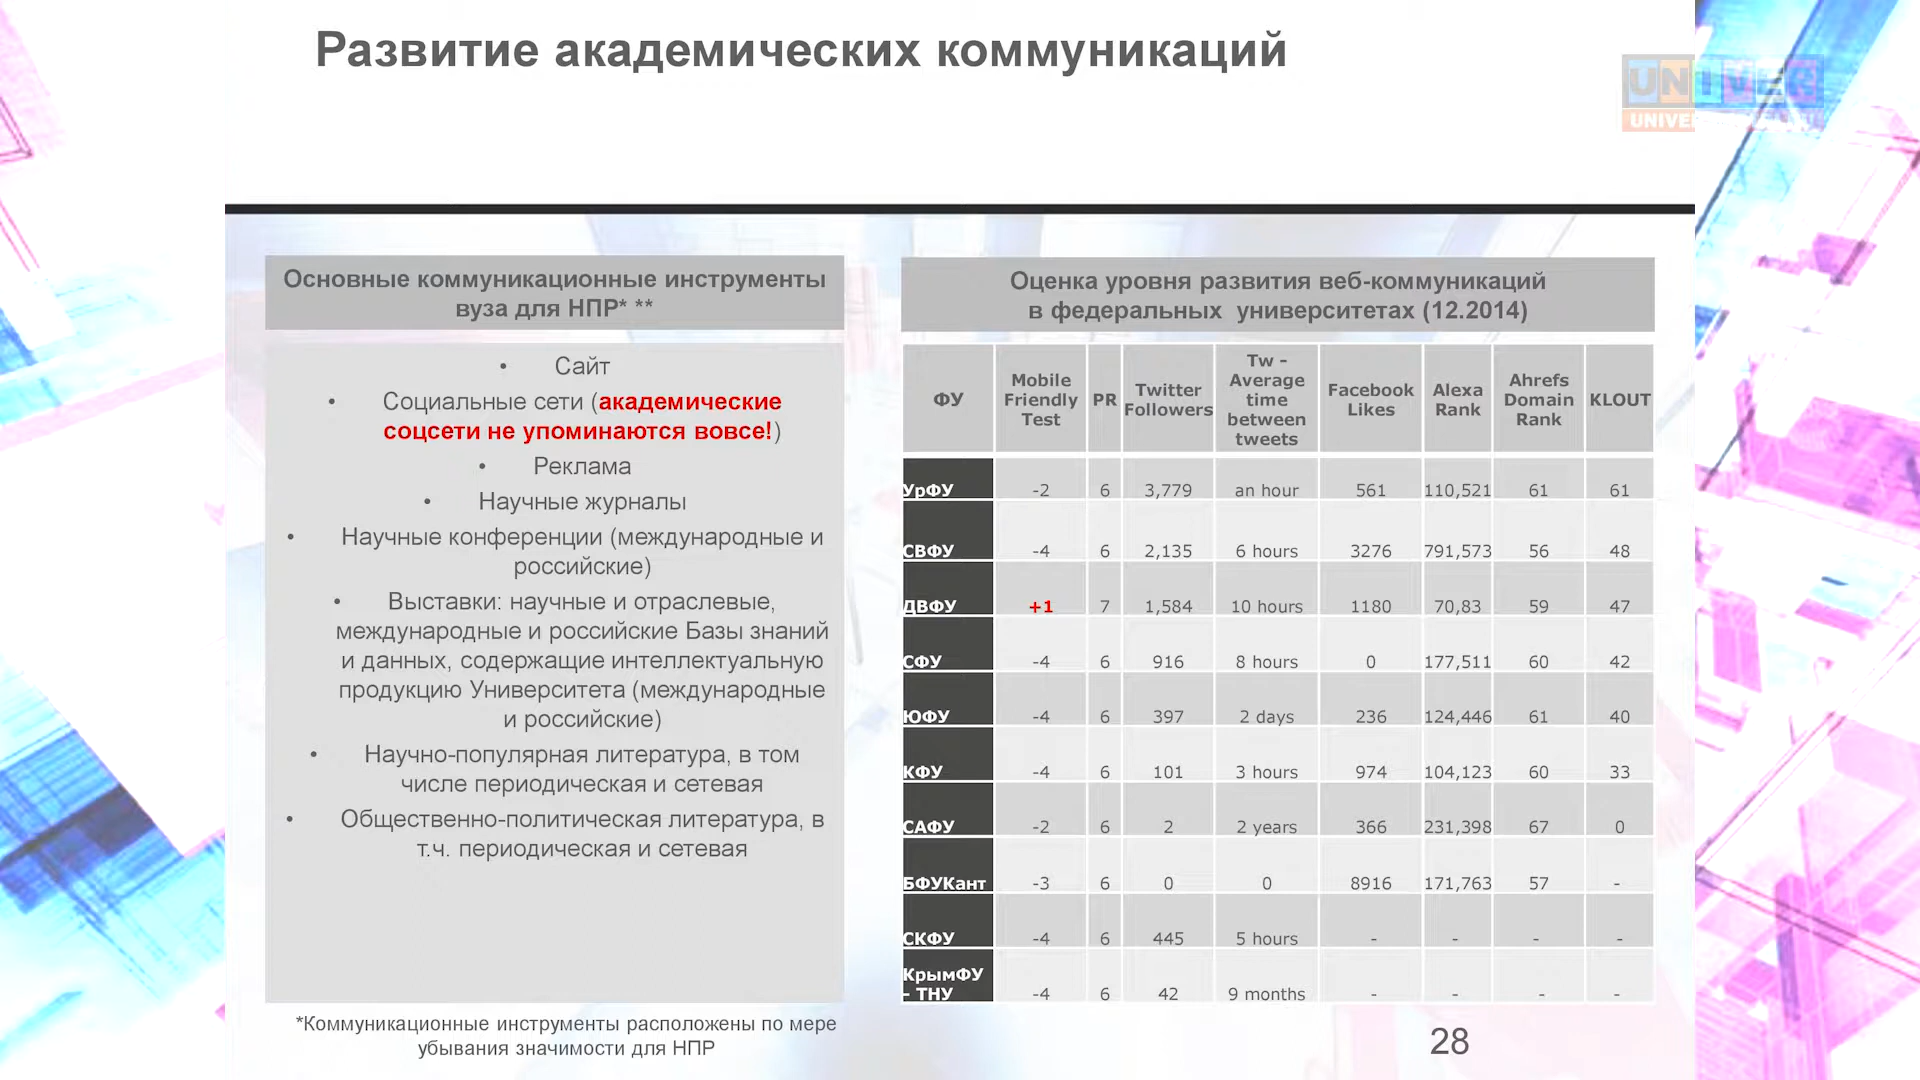 Развитие академических коммуникаций
UNIVER
Основные коммуникационные инструменты
вуза для НПР* **
• Сайт
• Социальные сети (академические
соцсети не упоминаются вовсе!)
• Реклама
• Научные журналы
• Научные конференции (международные и
российские)
• Выставки: научные и отраслевые,
международные и российские Базы знаний
и данных, содержащие интеллектуальную
продукцию Университета (международные
и российские)
• Научно-популярная литература, в том
числе периодическая и сетевая
• Общественно-политическая литература, в
т.ч. периодическая и сетевая
*Коммуникационные инструменты расположены по мере
убывания значимости для НПР
Оценка уровня развития веб-коммуникаций
в федеральных университетах (12.2014)
ФУ Mobile Friendly Test PR Twitter Followers Tw - Average time between tweets Facebook Likes Alexa Rank Ahrefs Domain Rank KLOUT
УрФУ -2 6 3,779 an hour 561 110,521 61 61
СВФУ -4 6 2,135 6 hours 3276 791,573 56 48
ДВФУ +1 7 1,584 10 hours 1180 70,83 59 47
СФУ -4 6 916 8 hours 0 177,511 60 42
ЮФУ -4 6 397 2 days 236 124,446 61 40
КФУ -4 6 101 3 hours 974 104,123 60 33
САФУ -2 6 2 2 years 366 231,398 67 0
БФУКант -3 6 0 0 8916 171,763 57 -
СКФУ -4 6 445 5 hours - - - -
КрымФУ
- ТНУ -4 6 42 9 months - - - -
28